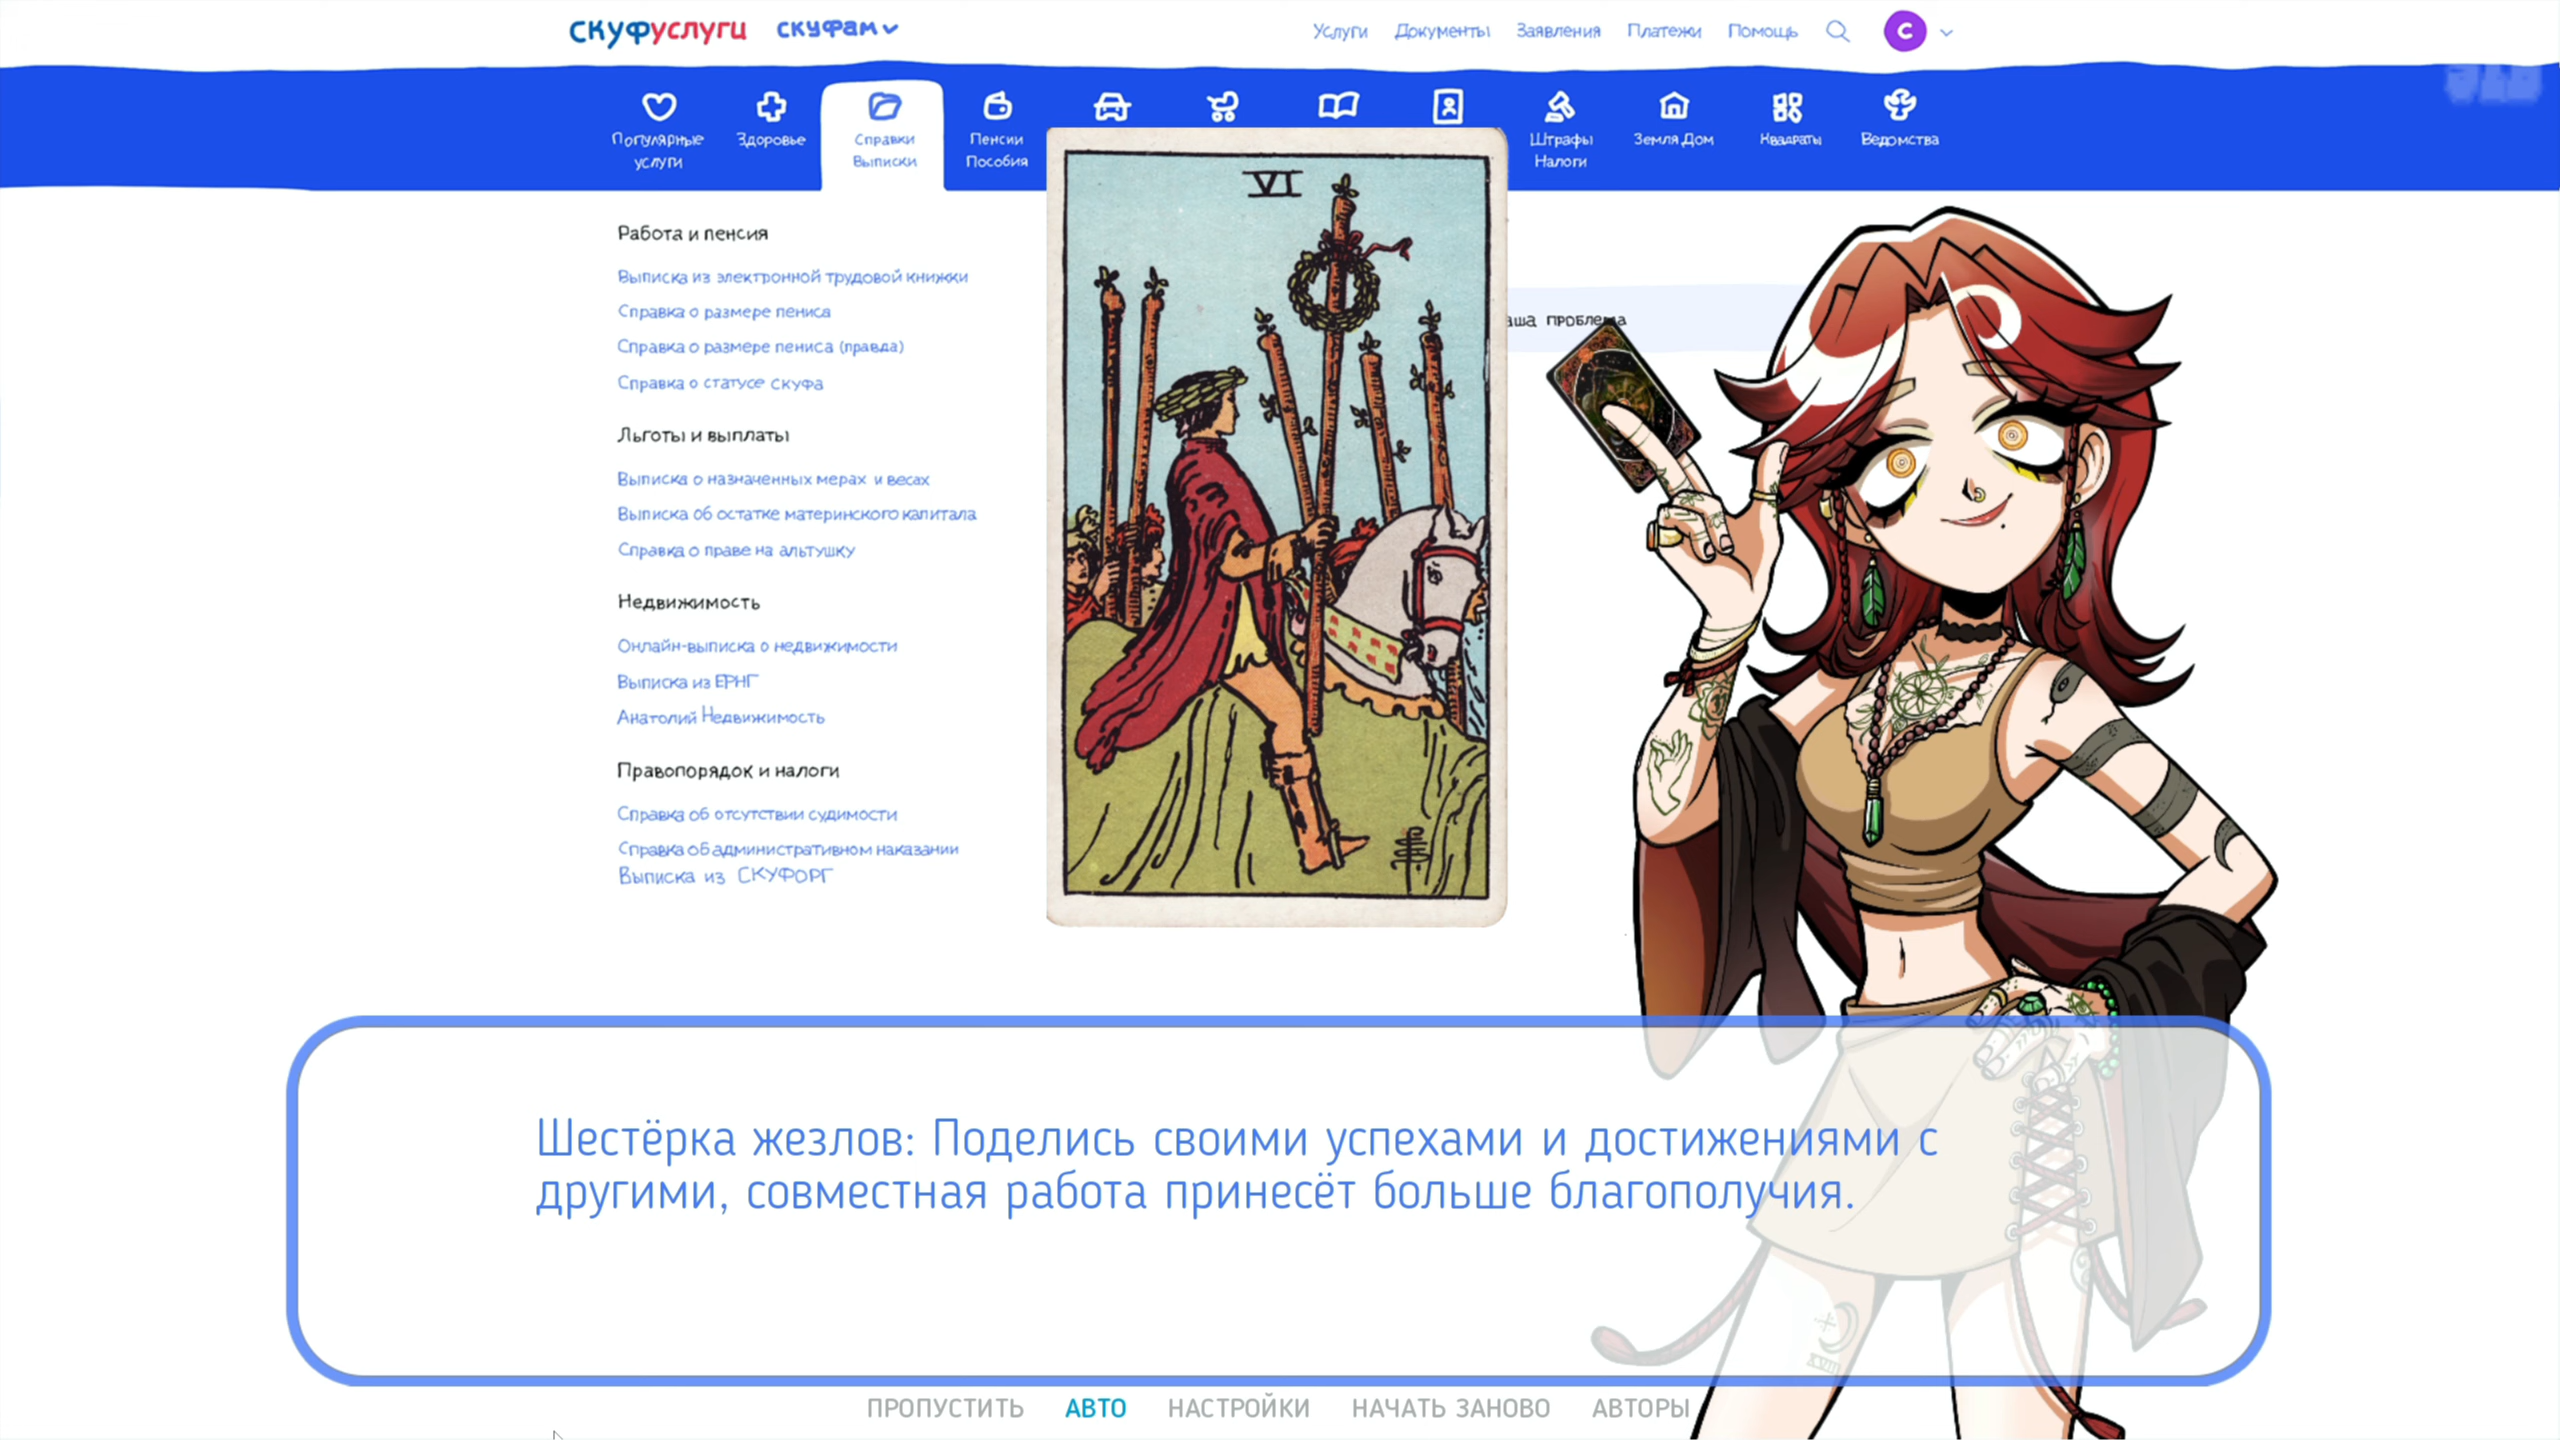 скуфуслуги скуфам
Услуги Документы Заявления Платежи Помощь С
Популярные услуги
Здоровье
Справки Выписки
Пенсии Пособия
Штрафы Налоги
Земля Дом
Квадраты
Ведомства
Работа и пенсия
Выписка из электронной трудовой книжки
Справка о размере пениса
Справка о размере пениса (правда)
Справка о статусе скуфа
Льготы и выплаты
Выписка о назначенных мерах и весах
Выписка об остатке материнского капитала
Справка о праве на альтушку
Недвижимость
Онлайн-выписка о недвижимости
Выписка из ЕРНГ
Анатолий Недвижимость
Правопорядок и налоги
Справка об отсутствии судимости
Справка об административном наказании
Выписка из СКУФОРГ
VI
аша проблема
XVII
Шестёрка жезлов: Поделись своими успехами и достижениями с
другими, совместная работа принесёт больше благополучия.
ПРОПУСТИТЬ АВТО НАСТРОЙКИ НАЧАТЬ ЗАНОВО АВТОРЫ